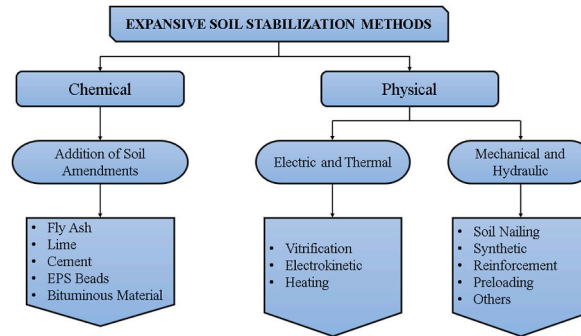 EXPANSIVE SOIL STABILIZATION METHODS
Chemical
Physical
Addition of Soil
Amendments
Electric and Thermal
Mechanical and
Hydraulic
• Fly Ash
• Lime
• Cement
• EPS Beads
• Bituminous Material
• Vitrification
• Electrokinetic
• Heating
• Soil Nailing
• Synthetic
• Reinforcement
• Preloading
• Others